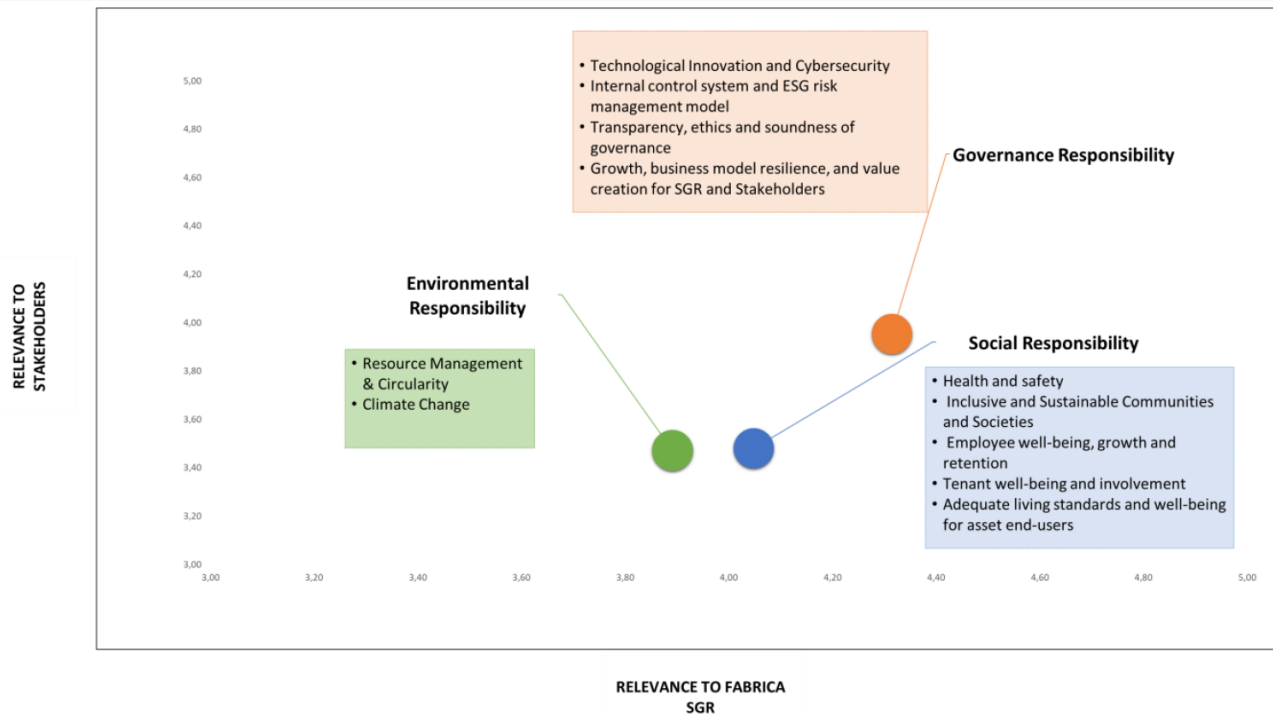 • Technological Innovation and Cybersecurity
• Internal control system and ESG risk
management model
• Transparency, ethics and soundness of
governance
• Growth, business model resilience, and value
creation for SGR and Stakeholders
Governance Responsibility
Environmental
Responsibility
• Resource Management
& Circularity
• Climate Change
Social Responsibility
• Health and safety
• Inclusive and Sustainable Communities
and Societies
• Employee well-being, growth and
retention
• Tenant well-being and involvement
• Adequate living standards and well-being
for asset end-users
RELEVANCE TO
STAKEHOLDERS
5,00
4,80
4,60
4,40
4,20
4,00
3,80
3,60
3,40
3,20
3,00
3,00 3,20 3,40 3,60 3,80 4,00 4,20 4,40 4,60 4,80 5,00
RELEVANCE TO FABRICA
SGR